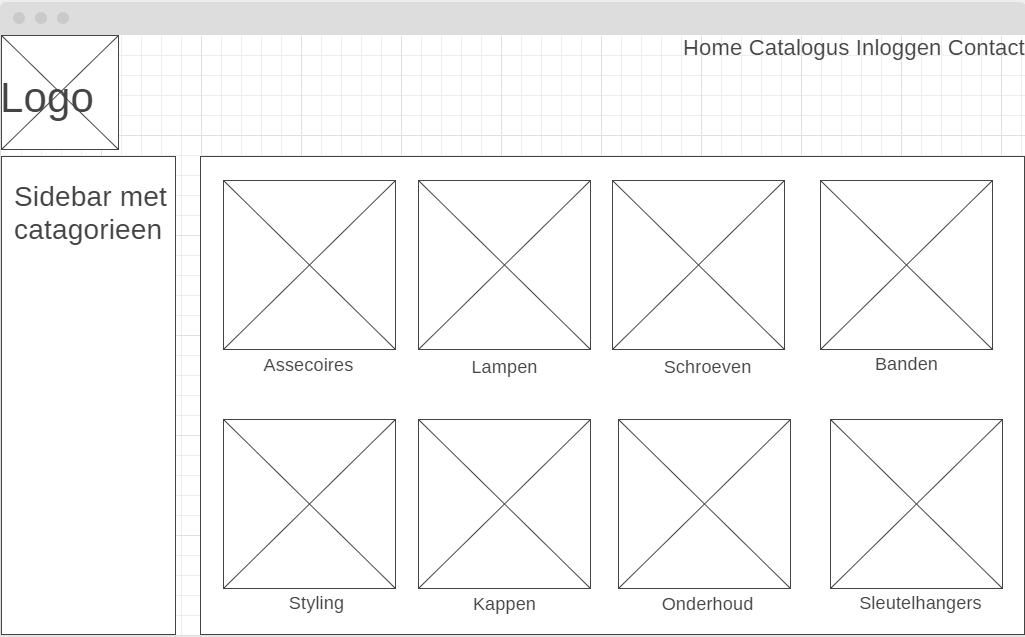 Home Catalogus Inloggen Contact
Logo
Sidebar met
catagorieen
Assecoires
Lampen
Schroeven
Banden
Styling
Kappen
Onderhoud
Sleutelhangers